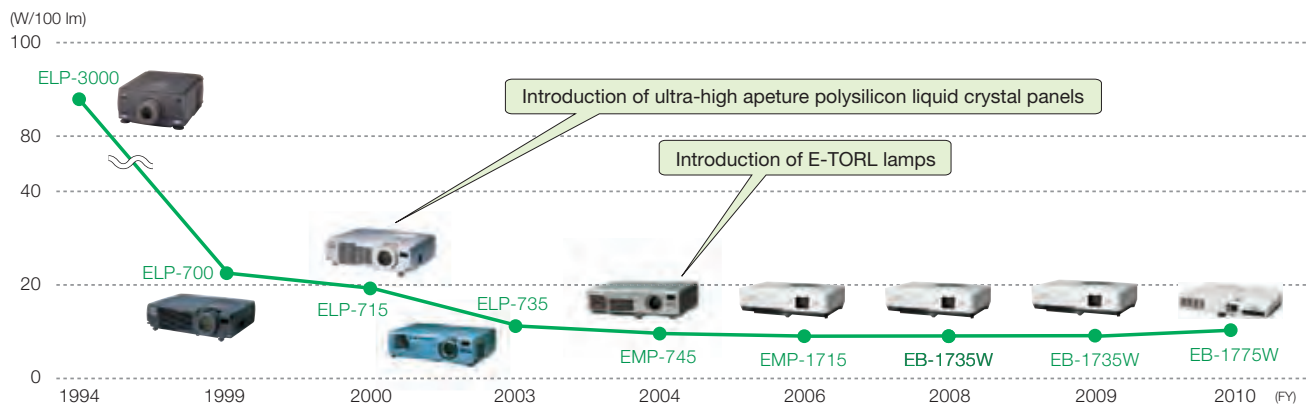 (W/100 lm)
100
ELP-3000
Introduction of ultra-high apeture polysilicon liquid crystal panels
80
Introduction of E-TORL lamps
40
ELP-700
20
ELP-715
ELP-735
EMP-745
EMP-1715
EB-1735W
EB-1735W
EB-1775W
0
1994 1999 2000 2003 2004 2006 2008 2009 2010 (FY)